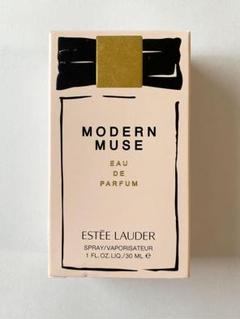 MODERN
MUSE
EAU
DE
PARFUM
ESTĒE LAUDER
SPRAY/VAPORISATEUR
1 FL.OZ.LIQ./30 ML ℮